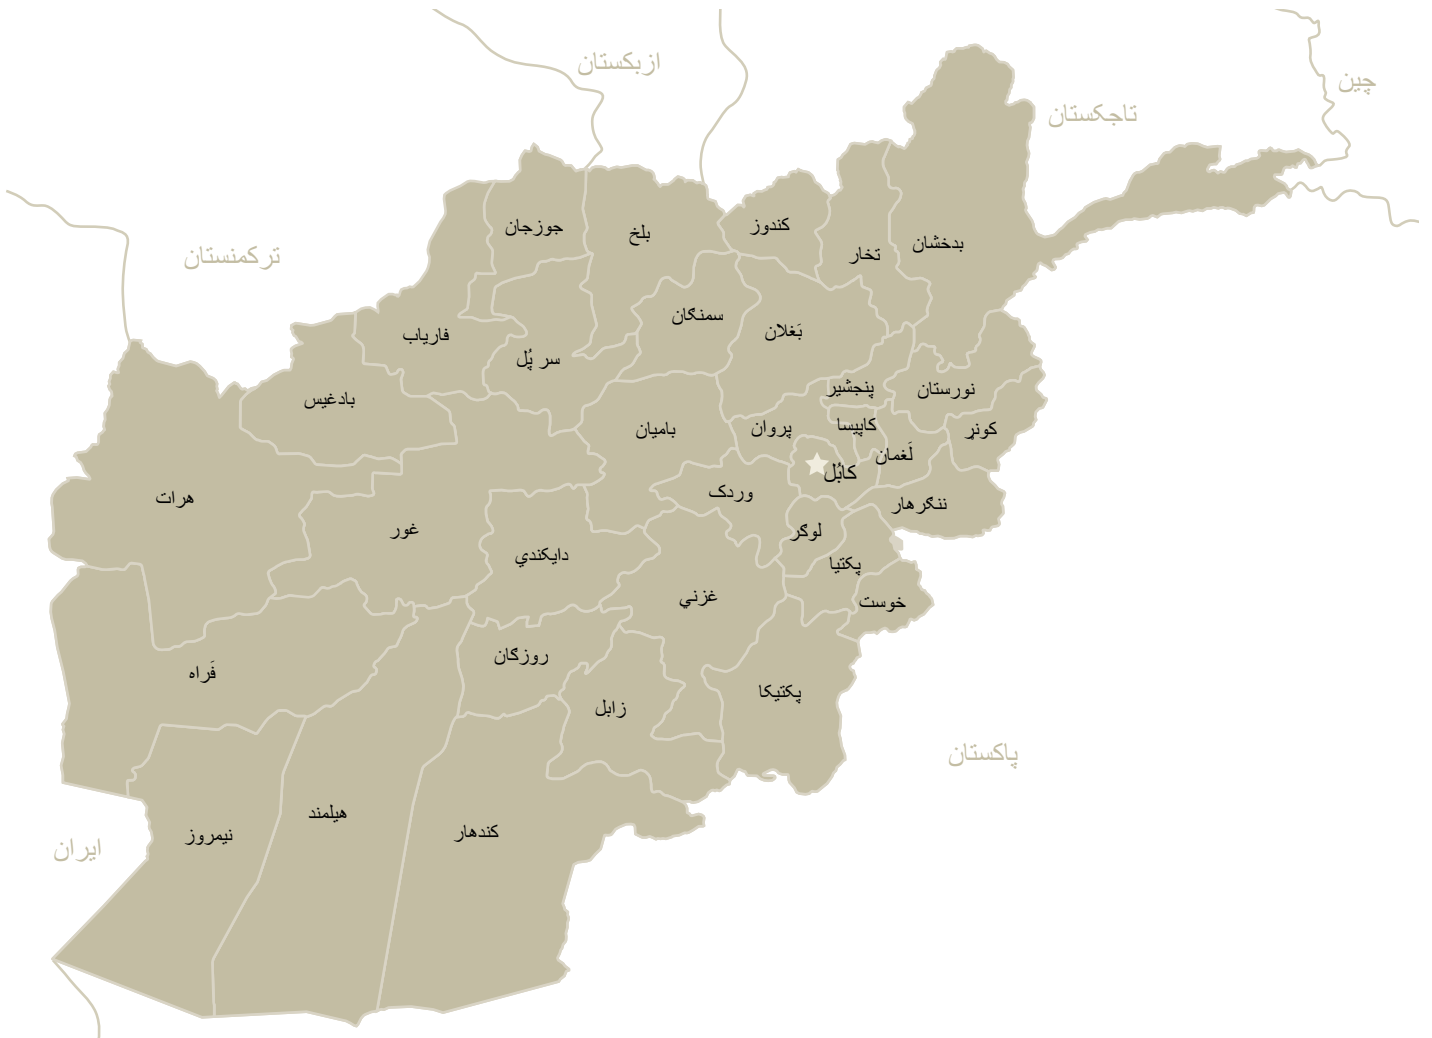 ازبکستان
چین
تاجکستان
ترکمنستان
جوزجان
بلخ
کندوز
تخار
بدخشان
فاریاب
سمنګان
بَغلان
سر پُل
بادغیس
پنجشیر
نورستان
بامیان
پروان
کاپیسا
کونړ
لَغمان
کابُل
هرات
وردک
ننګرهار
غور
لوګر
دایکندي
پکتیا
غزني
خوست
روزګان
فَراه
زابل
پکتیکا
پاکستان
هیلمند
نیمروز
کندهار
ایران